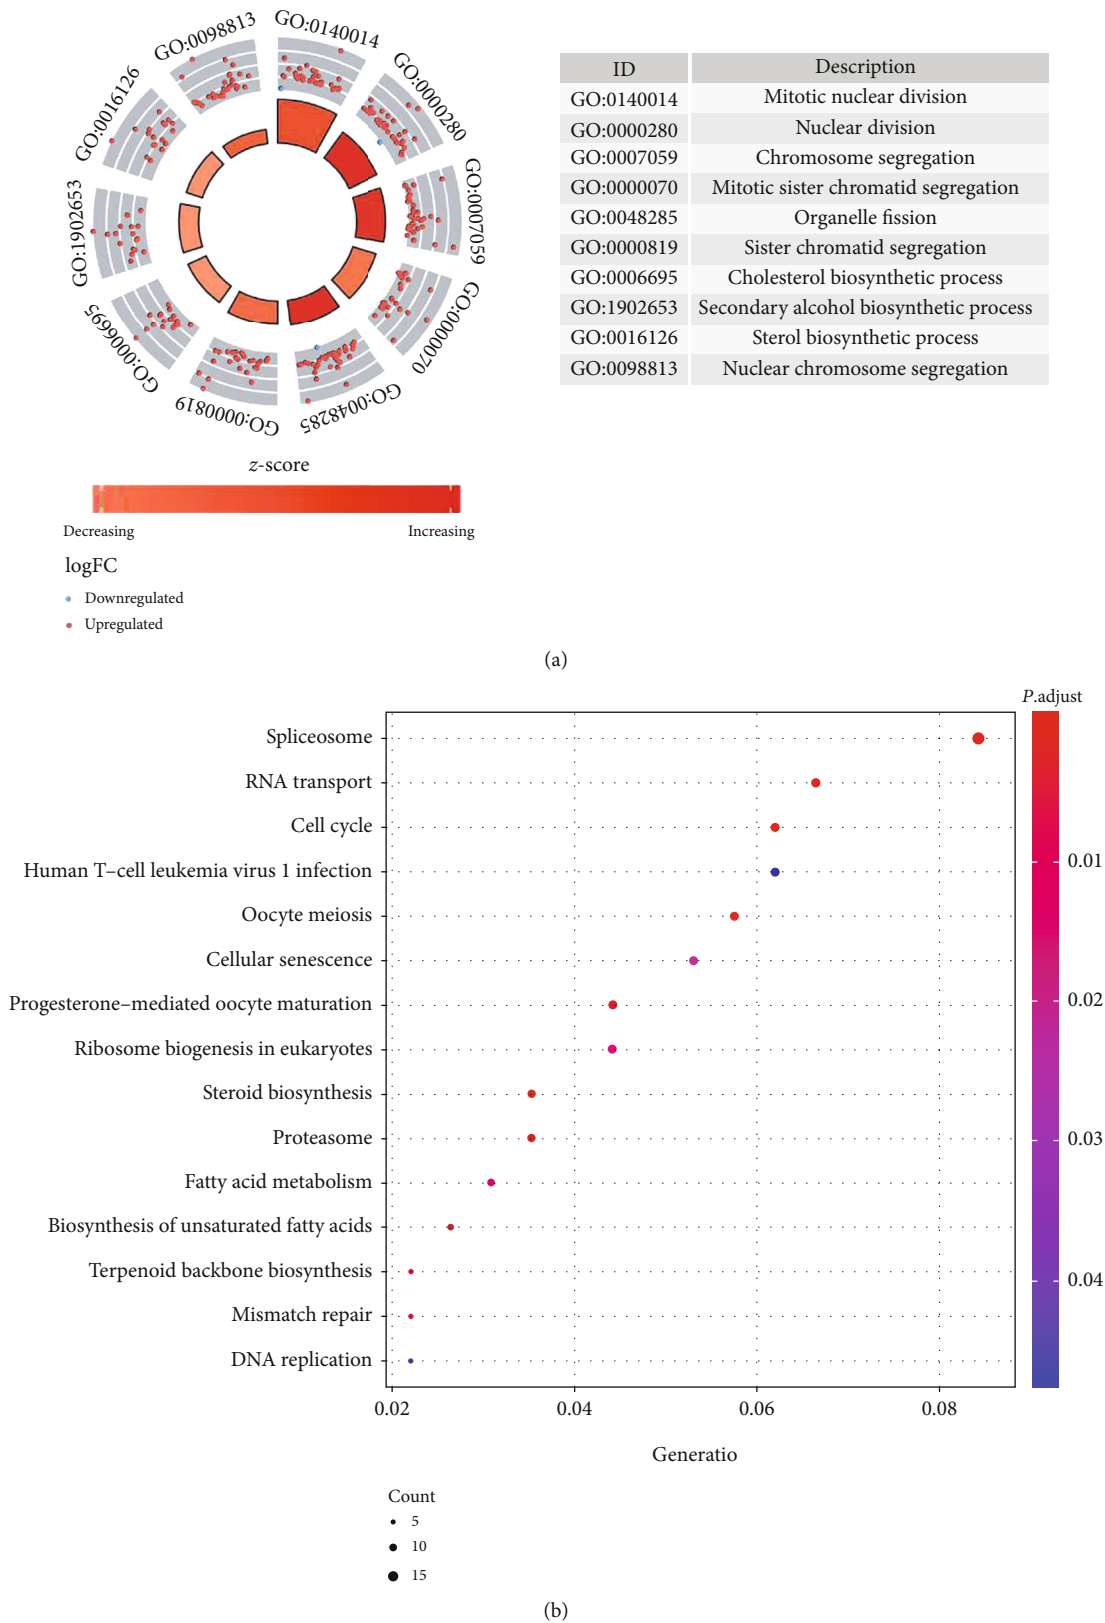 GO:0098813
GO:0140014
GO:0016126
GO:0000280
GO:1902653
GO:0007059
GO:0006695
GO:0000070
GO:0000819
GO:0048285
z-score
Decreasing Increasing
logFC
Downregulated
Upregulated
ID Description
GO:0140014 Mitotic nuclear division
GO:0000280 Nuclear division
GO:0007059 Chromosome segregation
GO:0000070 Mitotic sister chromatid segregation
GO:0048285 Organelle fission
GO:0000819 Sister chromatid segregation
GO:0006695 Cholesterol biosynthetic process
GO:1902653 Secondary alcohol biosynthetic process
GO:0016126 Sterol biosynthetic process
GO:0098813 Nuclear chromosome segregation
(a)
P.adjust
Spliceosome
RNA transport
Cell cycle
Human T–cell leukemia virus 1 infection
Oocyte meiosis
Cellular senescence
Progesterone–mediated oocyte maturation
Ribosome biogenesis in eukaryotes
Steroid biosynthesis
Proteasome
Fatty acid metabolism
Biosynthesis of unsaturated fatty acids
Terpenoid backbone biosynthesis
Mismatch repair
DNA replication
0.01
0.02
0.03
0.04
0.02 0.04 0.06 0.08
Generatio
Count
5
10
15
(b)